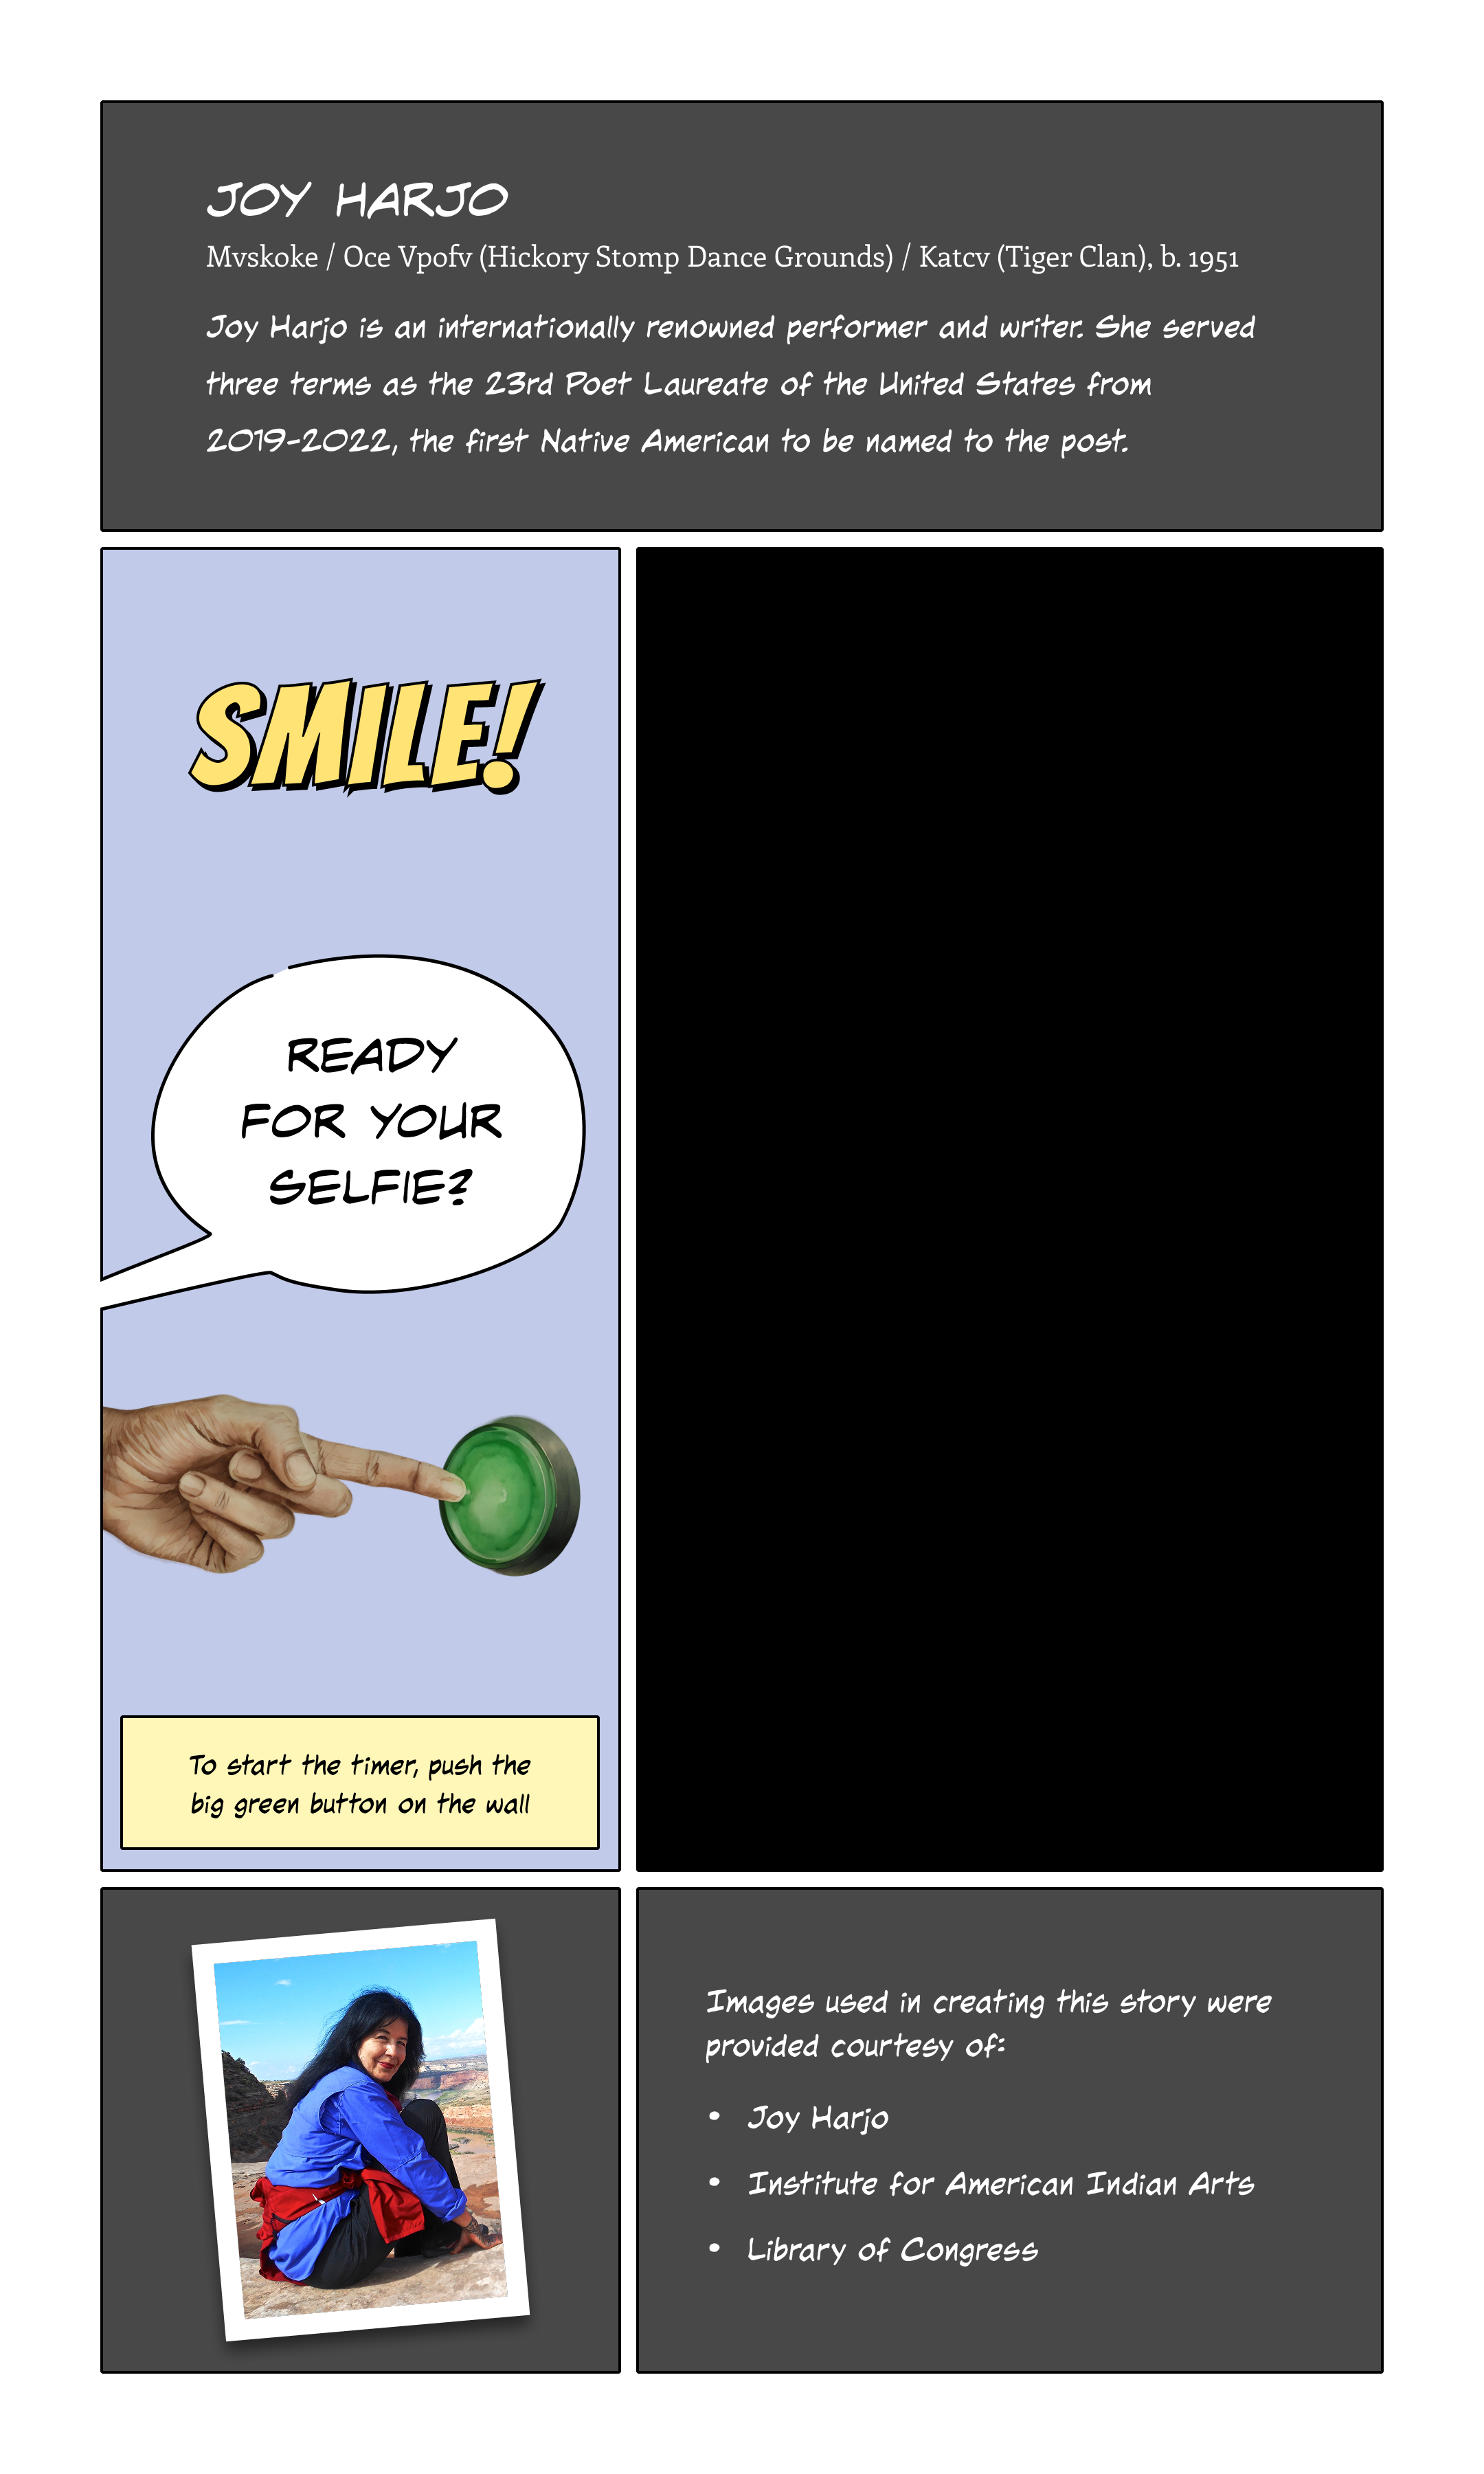 JOY HARJO
Mvskoke / Oce Vpofv (Hickory Stomp Dance Grounds) / Katcv (Tiger Clan), b. 1951
Joy Harjo is an internationally renowned performer and writer. She served
three terms as the 23rd Poet Laureate of the United States from
2019-2022, the first Native American to be named to the post.
SMILE!
READY
FOR YOUR
SELFIE?
To start the timer, push the
big green button on the wall
Images used in creating this story were
provided courtesy of:
• Joy Harjo
• Institute for American Indian Arts
• Library of Congress